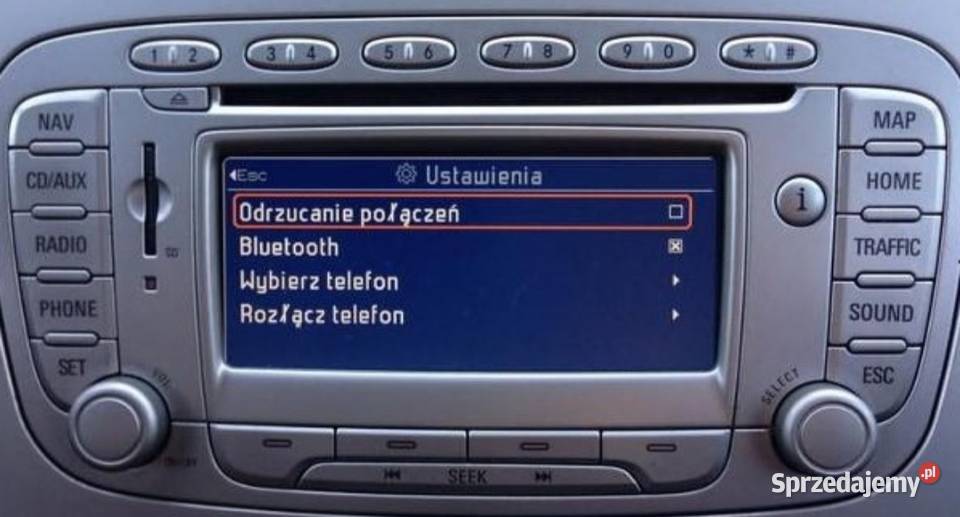 1 2 3 4 5 6 7 8 9 0 * #
NAV
MAP
Esc Ustawienia
CD/AUX
HOME
i
Odrzucanie połączeń
RADIO
Bluetooth
TRAFFIC
Wybierz telefon
PHONE
Rozłącz telefon
SOUND
SET
VOL
SELECT
ESC
SEEK
Sprzedajemy.pl